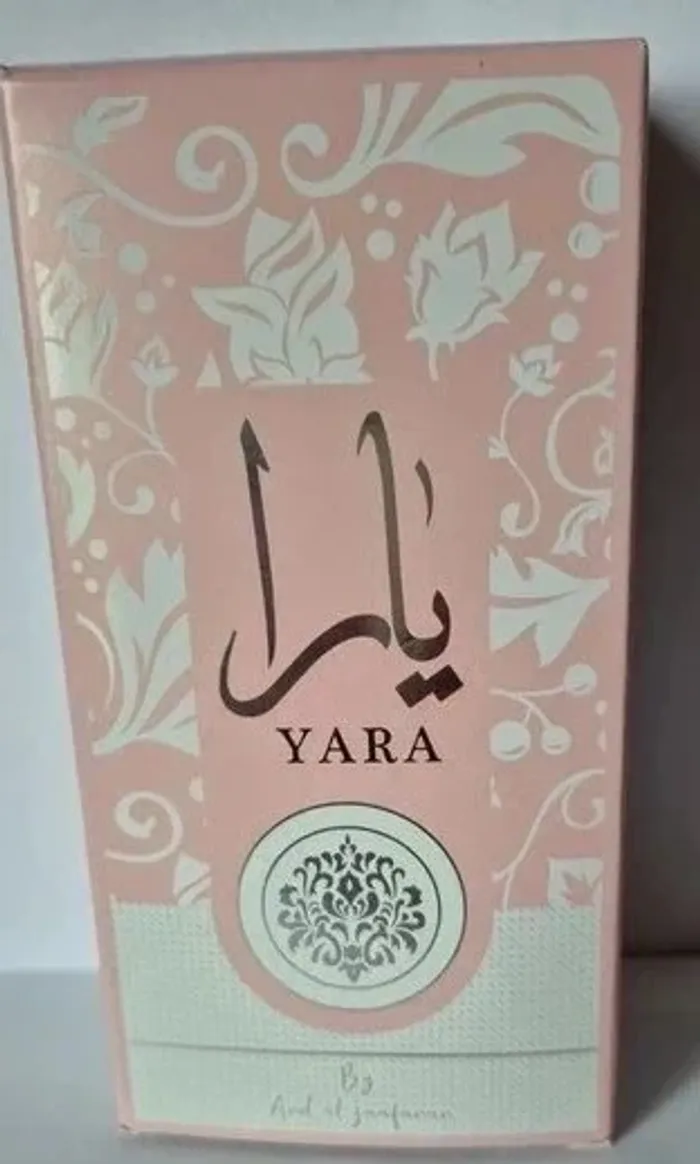 يارا
YARA
By
Ard al zaafaran